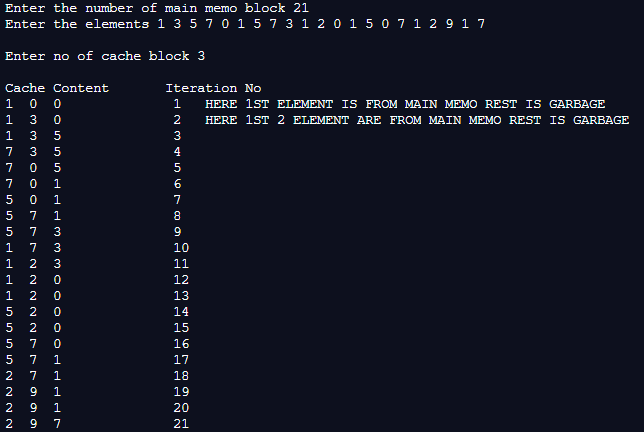 Enter the number of main memo block 21
Enter the elements 1 3 5 7 0 1 5 7 3 1 2 0 1 5 0 7 1 2 9 1 7
Enter no of cache block 3
Cache Content Iteration No
1 0 0 1 HERE 1ST ELEMENT IS FROM MAIN MEMO REST IS GARBAGE
1 3 0 2 HERE 1ST 2 ELEMENT ARE FROM MAIN MEMO REST IS GARBAGE
1 3 5 3
7 3 5 4
7 0 5 5
7 0 1 6
5 0 1 7
5 7 1 8
5 7 3 9
1 7 3 10
1 2 3 11
1 2 0 12
1 2 0 13
5 2 0 14
5 2 0 15
5 7 0 16
5 7 1 17
2 7 1 18
2 9 1 19
2 9 1 20
2 9 7 21